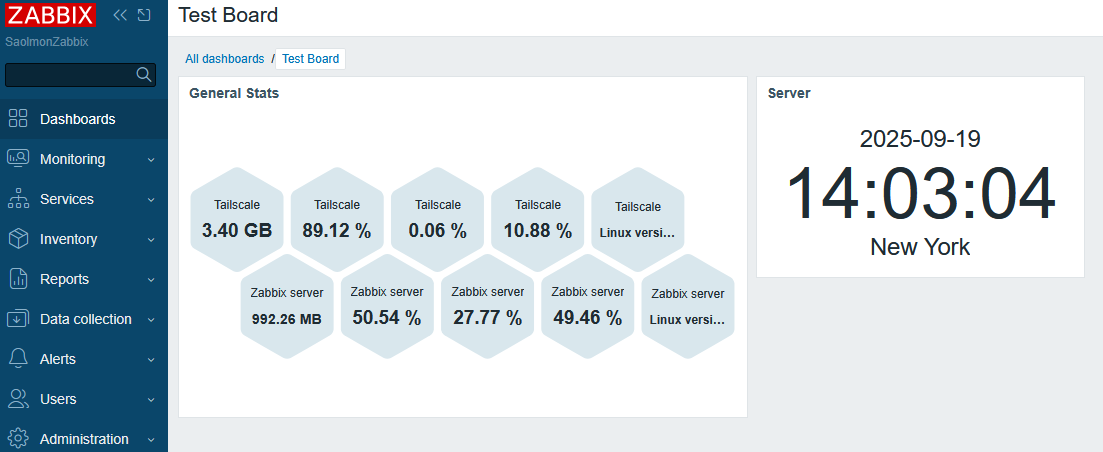 ZABBIX
SaolmonZabbix
Dashboards
Monitoring
Services
Inventory
Reports
Data collection
Alerts
Users
Administration
Test Board
All dashboards / Test Board
General Stats
Tailscale
3.40 GB
Tailscale
89.12 %
Tailscale
0.06 %
Tailscale
10.88 %
Tailscale
Linux versi...
Zabbix server
992.26 MB
Zabbix server
50.54 %
Zabbix server
27.77 %
Zabbix server
49.46 %
Zabbix server
Linux versi...
Server
2025-09-19
14:03:04
New York